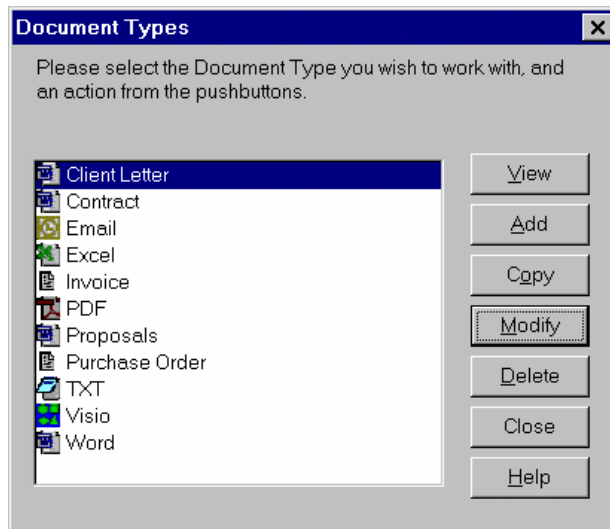 Document Types
Please select the Document Type you wish to work with, and
an action from the pushbuttons.
Client Letter
Contract
Email
Excel
Invoice
PDF
Proposals
Purchase Order
TXT
Visio
Word
View
Add
Copy
Modify
Delete
Close
Help